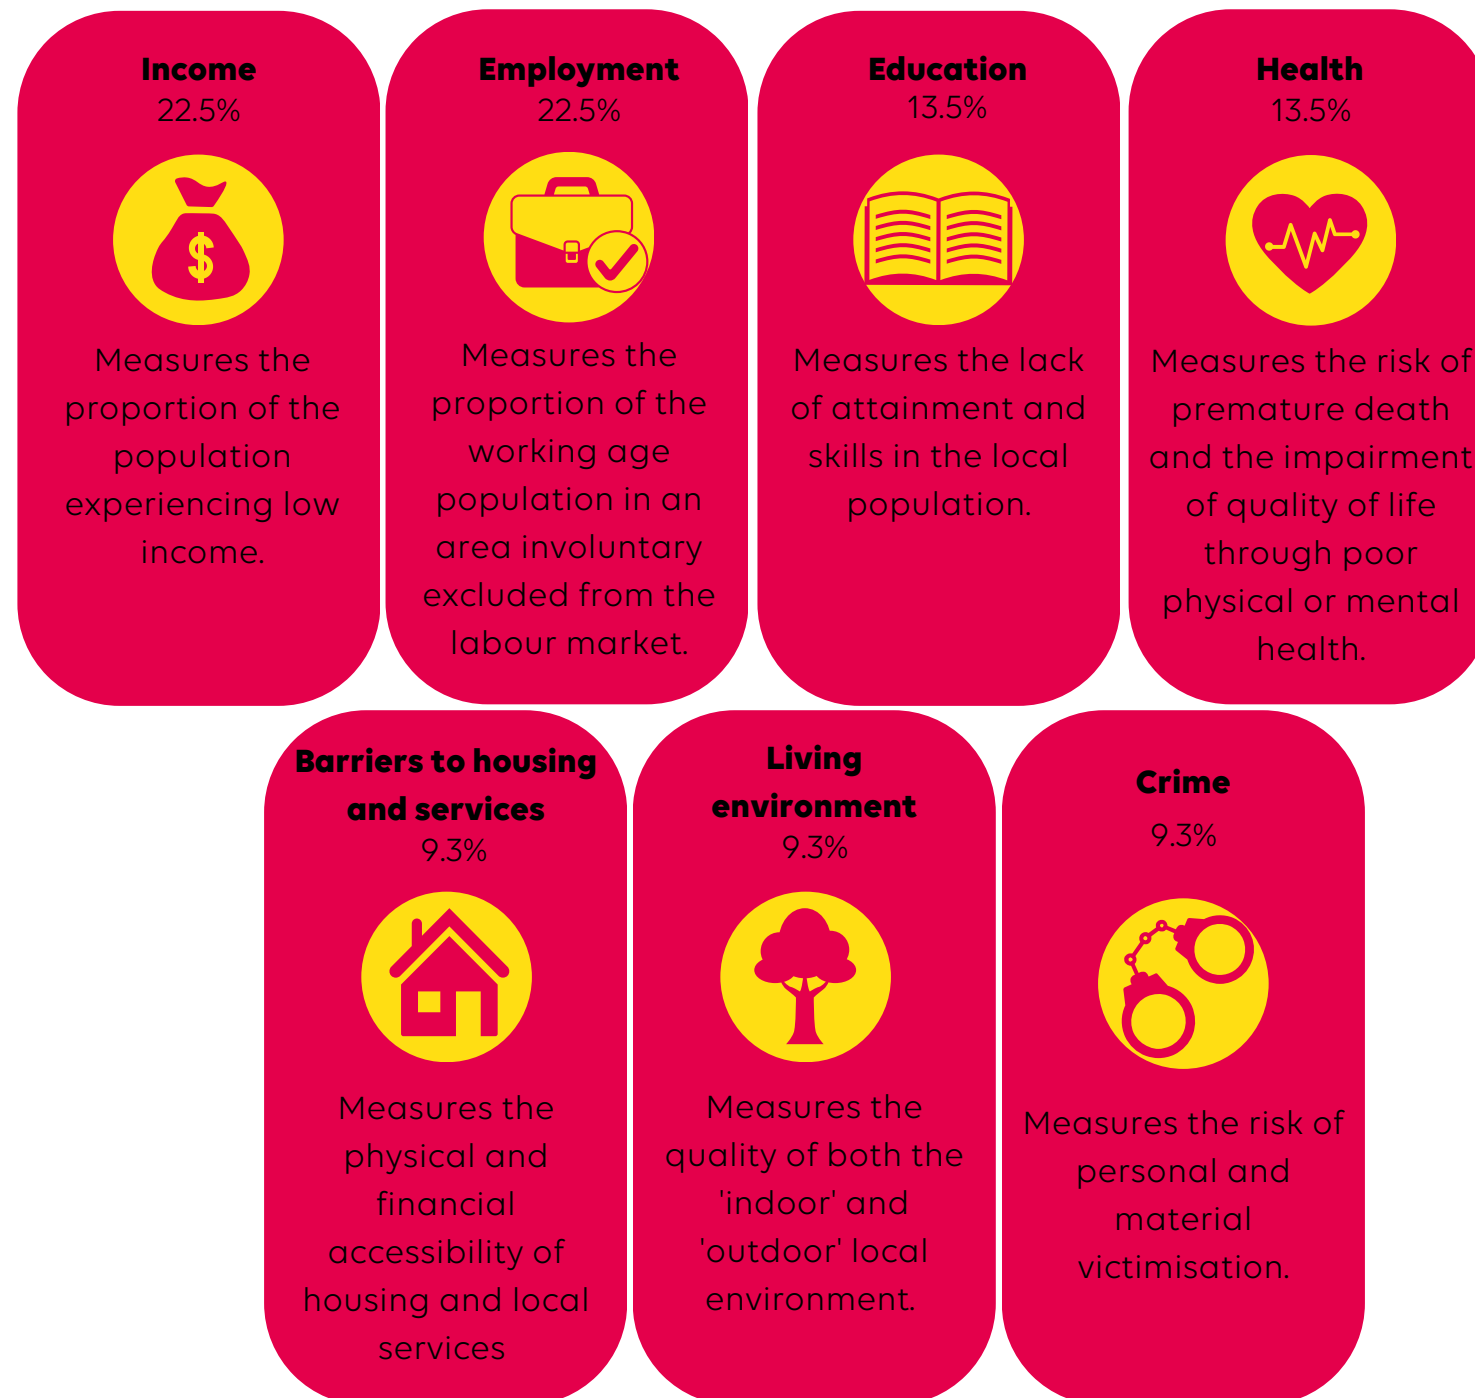 Income
22.5%
$
Measures the
proportion of the
population
experiencing low
income.
Employment
22.5%
Measures the
proportion of the
working age
population in an
area involuntary
excluded from the
labour market.
Education
13.5%
Measures the lack
of attainment and
skills in the local
population.
Health
13.5%
Measures the risk of
premature death
and the impairment
of quality of life
through poor
physical or mental
health.
Barriers to housing
and services
9.3%
Measures the
physical and
financial
accessibility of
housing and local
services
Living
environment
9.3%
Measures the
quality of both the
'indoor' and
'outdoor' local
environment.
Crime
9.3%
Measures the risk of
personal and
material
victimisation.